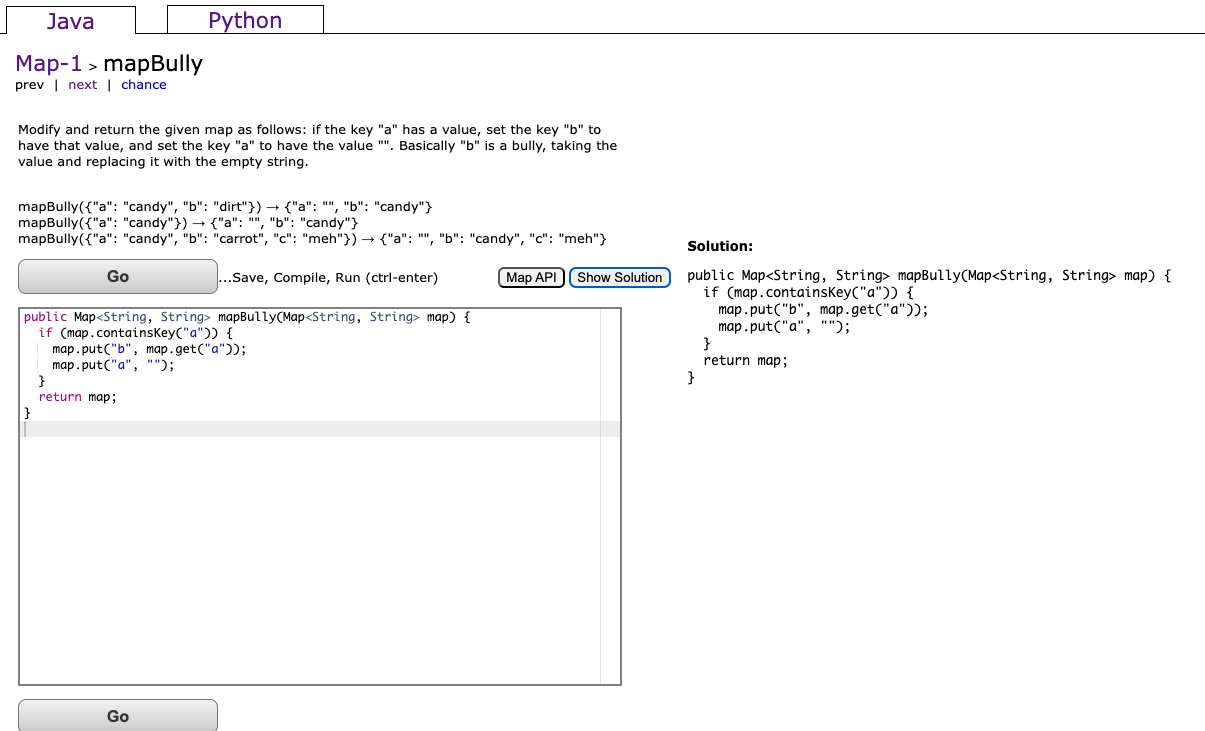 Java Python
Map-1 > mapBully
prev | next | chance
Modify and return the given map as follows: if the key "a" has a value, set the key "b" to
have that value, and set the key "a" to have the value "". Basically "b" is a bully, taking the
value and replacing it with the empty string.
mapBully({"a": "candy", "b": "dirt"}) → {"a": "", "b": "candy"}
mapBully({"a": "candy"}) → {"a": "", "b": "candy"}
mapBully({"a": "candy", "b": "carrot", "c": "meh"}) → {"a": "", "b": "candy", "c": "meh"}
Go ...Save, Compile, Run (ctrl-enter) Map API Show Solution
public Map<String, String> mapBully(Map<String, String> map) {
  if (map.containsKey("a")) {
    map.put("b", map.get("a"));
    map.put("a", "");
  }
  return map;
}
Go
Solution:
public Map<String, String> mapBully(Map<String, String> map) {
  if (map.containsKey("a")) {
    map.put("b", map.get("a"));
    map.put("a", "");
  }
  return map;
}